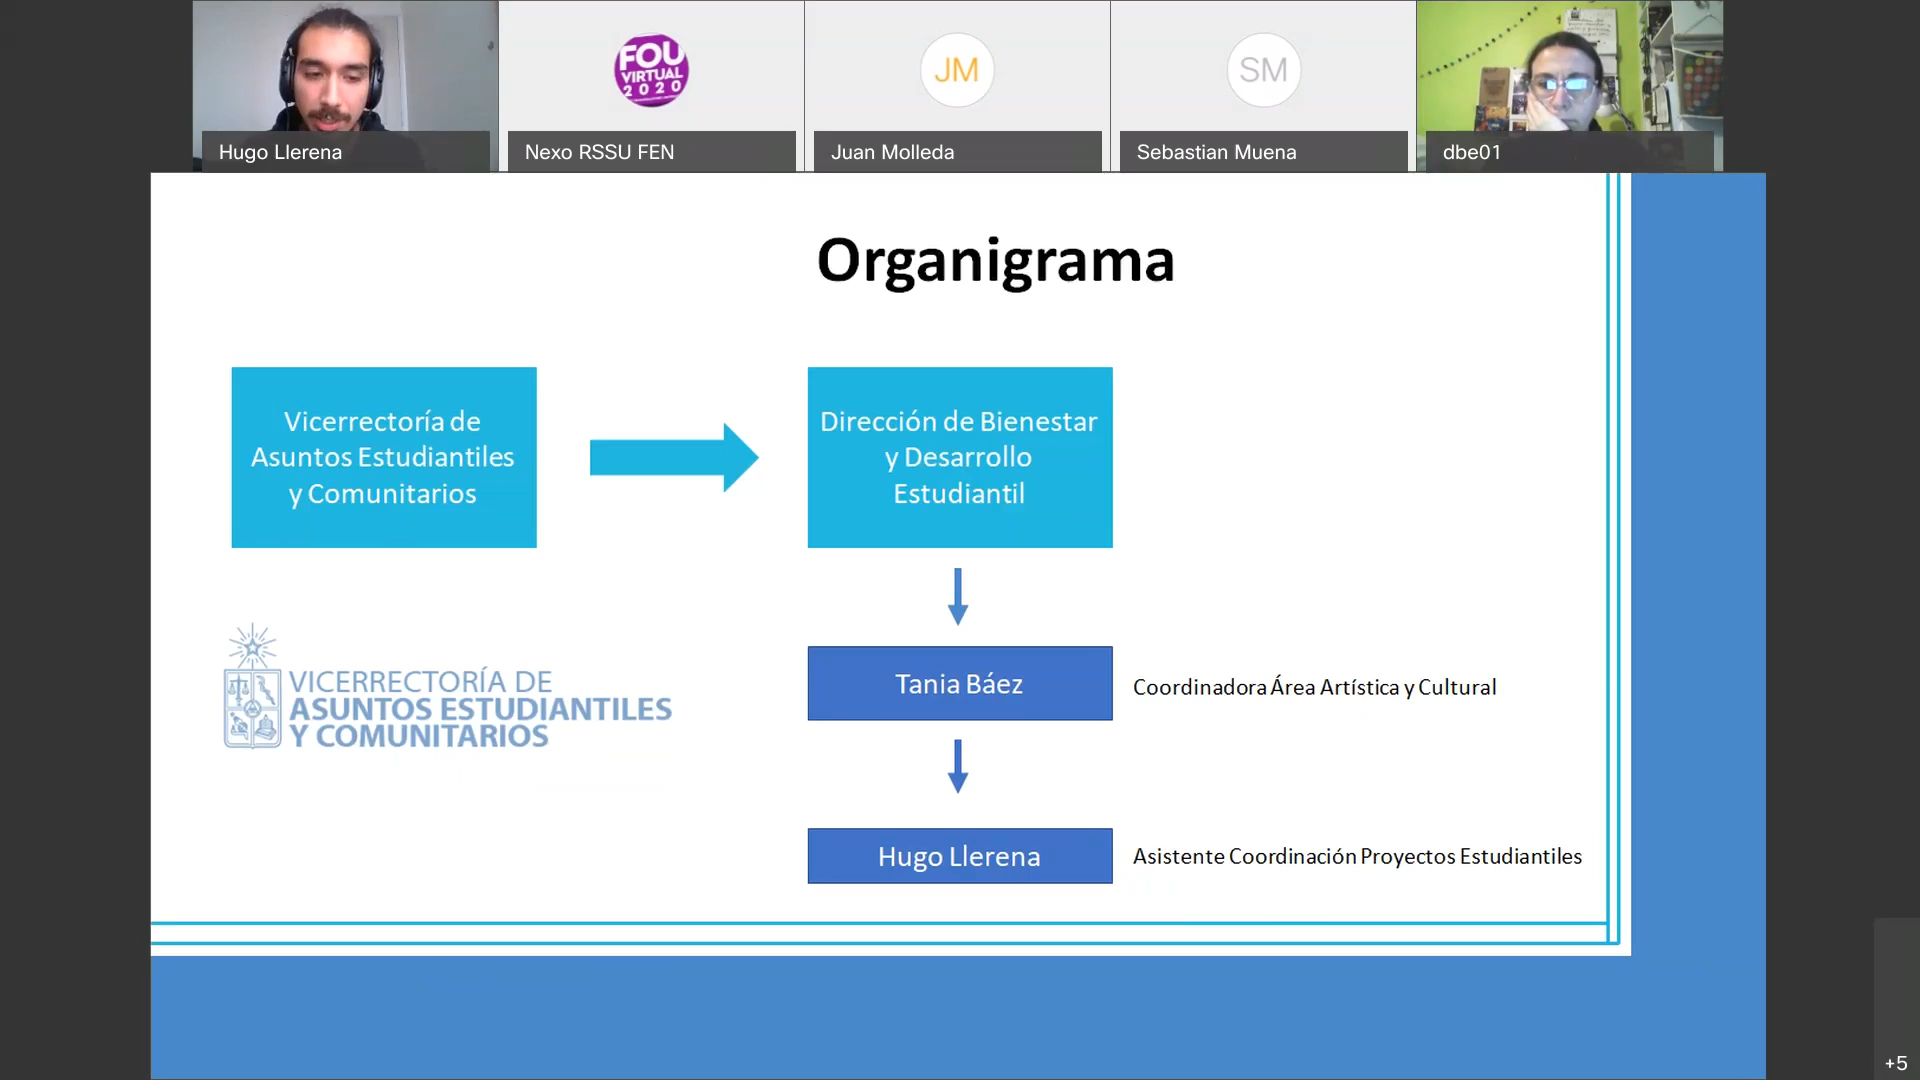 FOU
VIRTUAL
2020
JM
SM
Hugo Llerena
Nexo RSSU FEN
Juan Molleda
Sebastian Muena
dbe01
Organigrama
Vicerrectoría de
Asuntos Estudiantiles
y Comunitarios
Dirección de Bienestar
y Desarrollo
Estudiantil
VICERRECTORÍA DE
ASUNTOS ESTUDIANTILES
Y COMUNITARIOS
Tania Báez
Coordinadora Área Artística y Cultural
Hugo Llerena
Asistente Coordinación Proyectos Estudiantiles
+5